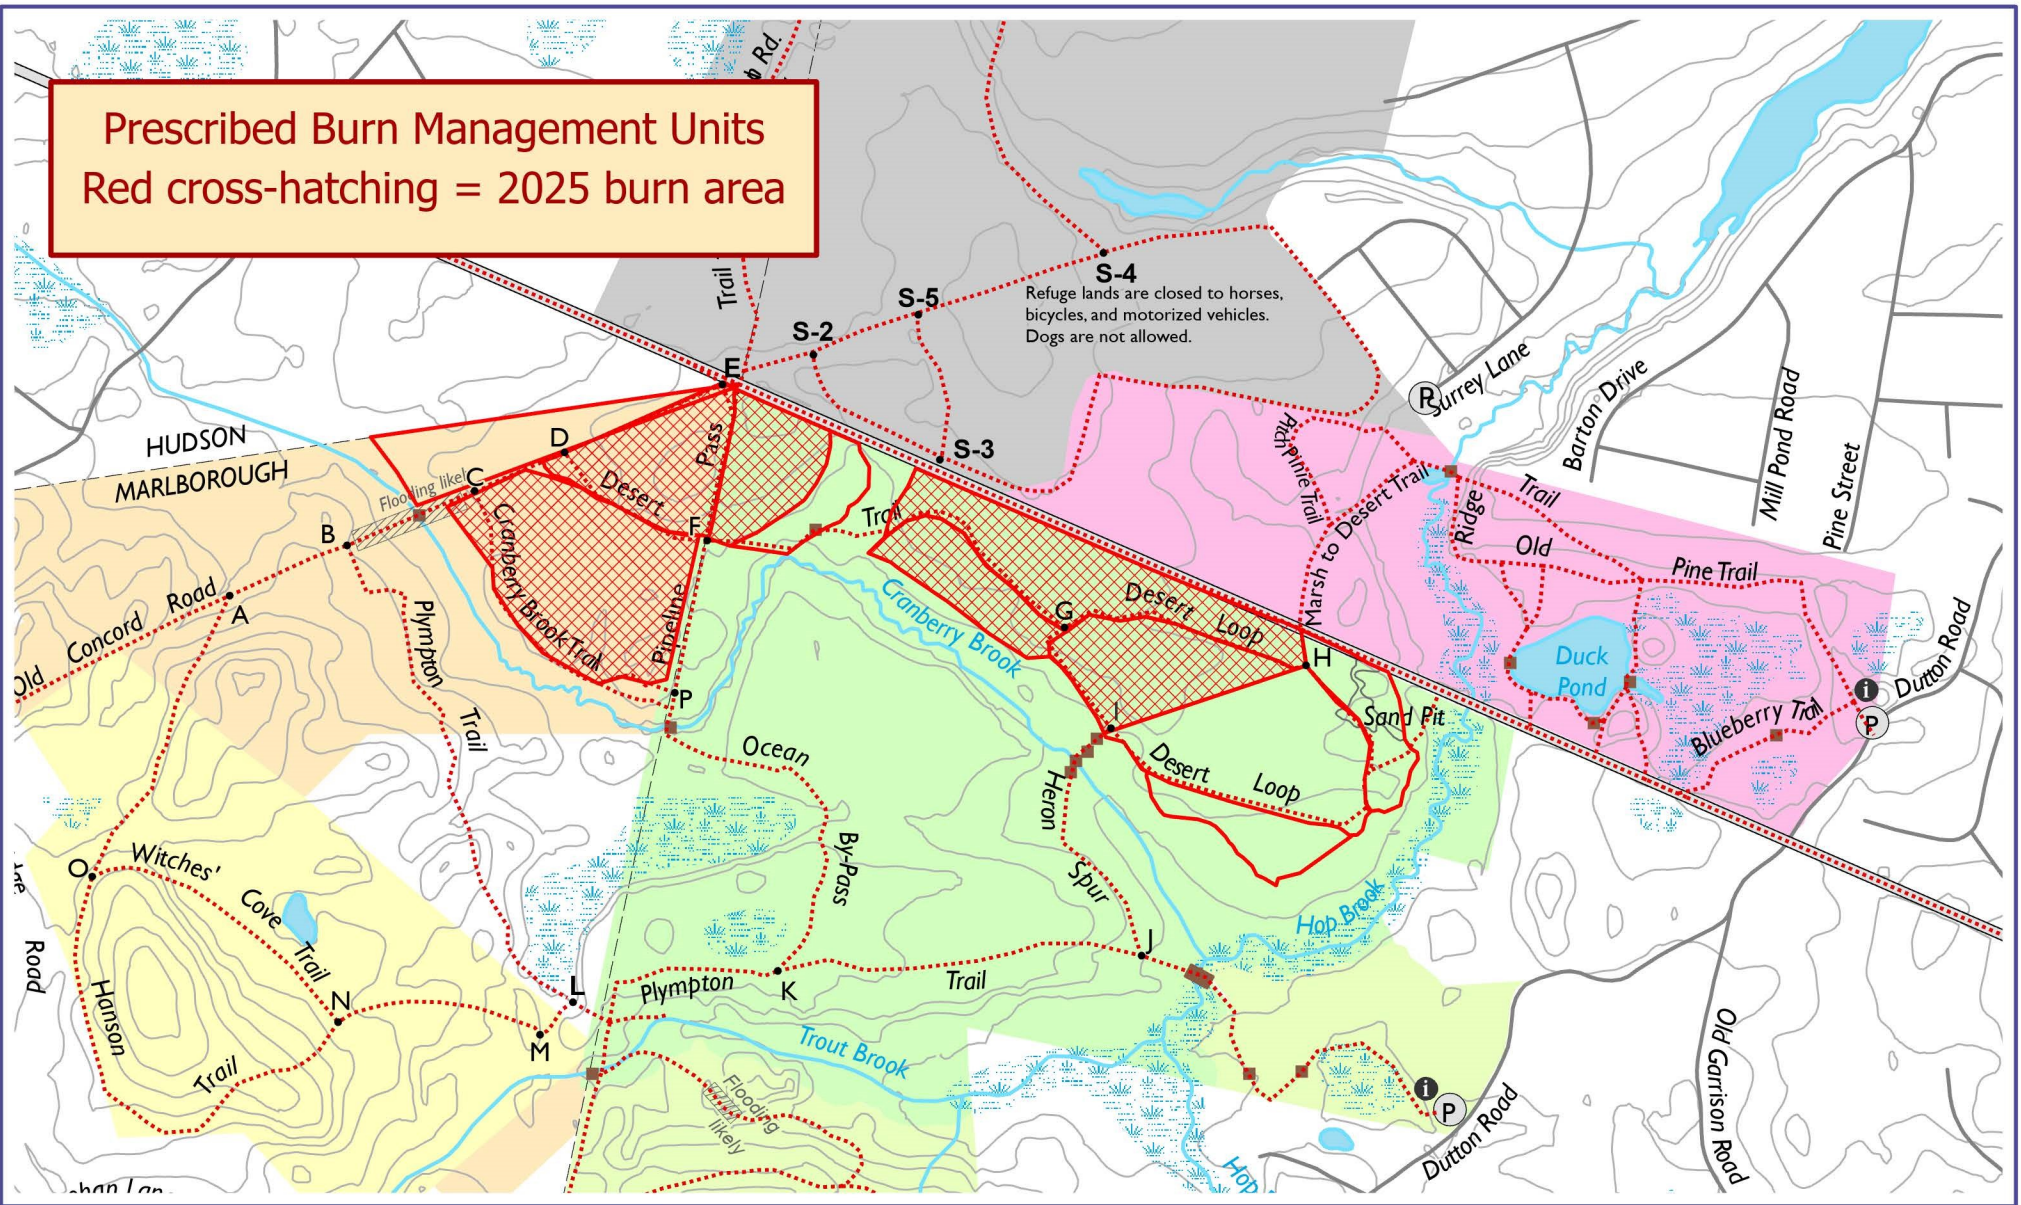 Prescribed Burn Management Units
Red cross-hatching = 2025 burn area
Rd.
Trail
S-4
Refuge lands are closed to horses,
bicycles, and motorized vehicles.
Dogs are not allowed.
S-5
S-2
S-3
E
HUDSON
MARLBOROUGH
Flooding likely
D
C
B
A
F
Pass
Desert
Trail
Cranberry Brook Trail
Pipeline
P
Old Concord Road
Plympton
Trail
Cranberry Brook
G
Desert Loop
H
I
Sand Pit
Desert Loop
Heron
Spur
Ocean
By-Pass
Pitch Pine Trail
Marsh to Desert Trail
P
Surrey Lane
Barton Drive
Mill Pond Road
Pine Street
Ridge
Trail
Old
Pine Trail
Duck
Pond
Blueberry Trail
i
P
Dutton Road
Hop Brook
J
K
Plympton
Trail
L
M
N
O
Witches'
Cove
Trail
Hanson
Trail
Road
Trout Brook
Flooding
likely
i
P
Dutton Road
Old Garrison Road
Hop